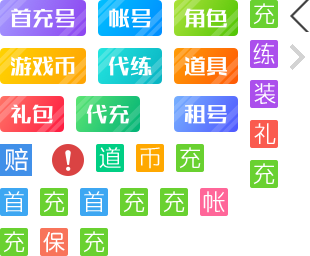 首充号 帐号 角色 充
游戏币 代练 道具 练
礼包 代充 租号 装
礼
赔 ! 道 币 充 充
首 充 首 充 充 帐
充 保 充